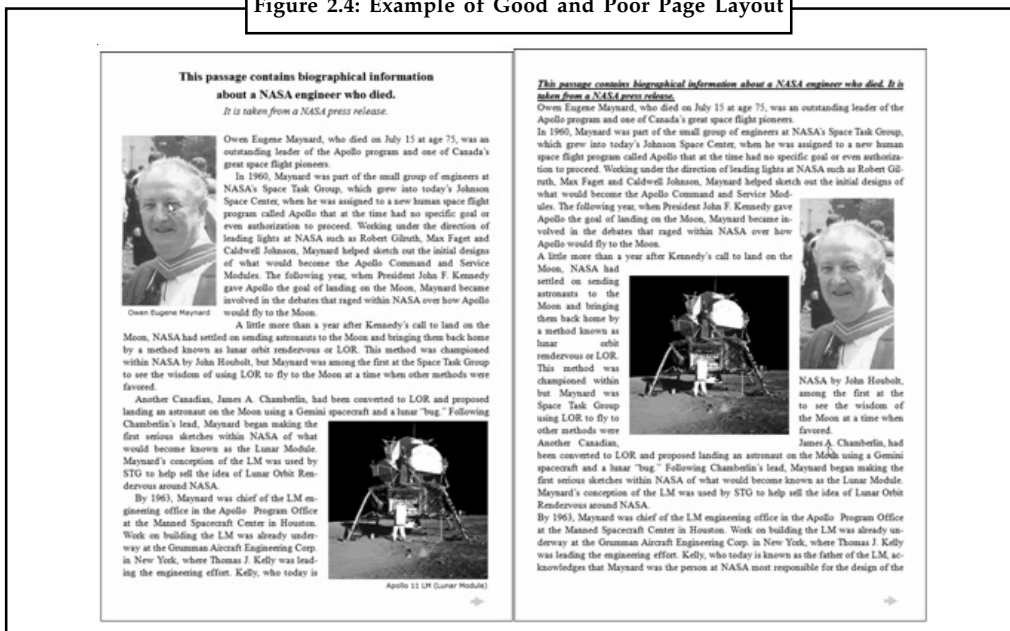 Figure 2.4: Example of Good and Poor Page Layout
This passage contains biographical information
about a NASA engineer who died.
It is taken from a NASA press release.
Owen Eugene Maynard, who died on July 15 at age 75, was an
outstanding leader of the Apollo program and one of Canada's
great space flight pioneers.
In 1960, Maynard was part of the small group of engineers at
NASA's Space Task Group, which grew into today's Johnson
Space Center, when he was assigned to a new human space flight
program called Apollo that at the time had no specific goal or
even authorization to proceed. Working under the direction of
leading lights at NASA such as Robert Gilruth, Max Faget and
Caldwell Johnson, Maynard helped sketch out the initial designs
of what would become the Apollo Command and Service
Modules. The following year, when President John F. Kennedy
gave Apollo the goal of landing on the Moon, Maynard became
involved in the debates that raged within NASA over how Apollo
would fly to the Moon.
Owen Eugene Maynard
A little more than a year after Kennedy's call to land on the
Moon, NASA had settled on sending astronauts to the Moon and bringing them back home
by a method known as lunar orbit rendezvous or LOR. This method was championed
within NASA by John Houbolt, but Maynard was among the first at the Space Task Group
to see the wisdom of using LOR to fly to the Moon at a time when other methods were
favored.
Another Canadian, James A. Chamberlin, had been converted to LOR and proposed
landing an astronaut on the Moon using a Gemini spacecraft and a lunar "bug." Following
Chamberlin's lead, Maynard began making the
first serious sketches within NASA of what
would become known as the Lunar Module.
Maynard's conception of the LM was used by
STG to help sell the idea of Lunar Orbit Ren-
dezvous around NASA.
By 1963, Maynard was chief of the LM en-
gineering office in the Apollo Program Office
at the Manned Spacecraft Center in Houston.
Work on building the LM was already under-
way at the Grumman Aircraft Engineering Corp.
in New York, where Thomas J. Kelly was lead-
ing the engineering effort. Kelly, who today is
Apollo 11 LM (Lunar Module)
This passage contains biographical information about a NASA engineer who died. It is
taken from a NASA press release.
Owen Eugene Maynard, who died on July 15 at age 75, was an outstanding leader of the
Apollo program and one of Canada's great space flight pioneers.
In 1960, Maynard was part of the small group of engineers at NASA's Space Task Group,
which grew into today's Johnson Space Center, when he was assigned to a new human
space flight program called Apollo that at the time had no specific goal or even authoriza-
tion to proceed. Working under the direction of leading lights at NASA such as Robert Gil-
ruth, Max Faget and Caldwell Johnson, Maynard helped sketch out the initial designs of
what would become the Apollo Command and Service Mod-
ules. The following year, when President John F. Kennedy gave
Apollo the goal of landing on the Moon, Maynard became in-
volved in the debates that raged within NASA over how
Apollo would fly to the Moon.
A little more than a year after Kennedy's call to land on the
Moon, NASA had
settled on sending
astronauts to the
Moon and bringing
them back home by
a method known as
lunar orbit
rendezvous or LOR.
This method was
championed within NASA by John Houbolt,
but Maynard was among the first at the
Space Task Group to see the wisdom of
using LOR to fly to the Moon at a time when
other methods were favored.
Another Canadian, James A. Chamberlin, had
been converted to LOR and proposed landing an astronaut on the Moon using a Gemini
spacecraft and a lunar "bug." Following Chamberlin's lead, Maynard began making the
first serious sketches within NASA of what would become known as the Lunar Module.
Maynard's conception of the LM was used by STG to help sell the idea of Lunar Orbit
Rendezvous around NASA.
By 1963, Maynard was chief of the LM engineering office in the Apollo Program Office
at the Manned Spacecraft Center in Houston. Work on building the LM was already un-
derway at the Grumman Aircraft Engineering Corp. in New York, where Thomas J. Kelly
was leading the engineering effort. Kelly, who today is known as the father of the LM, ac-
knowledges that Maynard was the person at NASA most responsible for the design of the